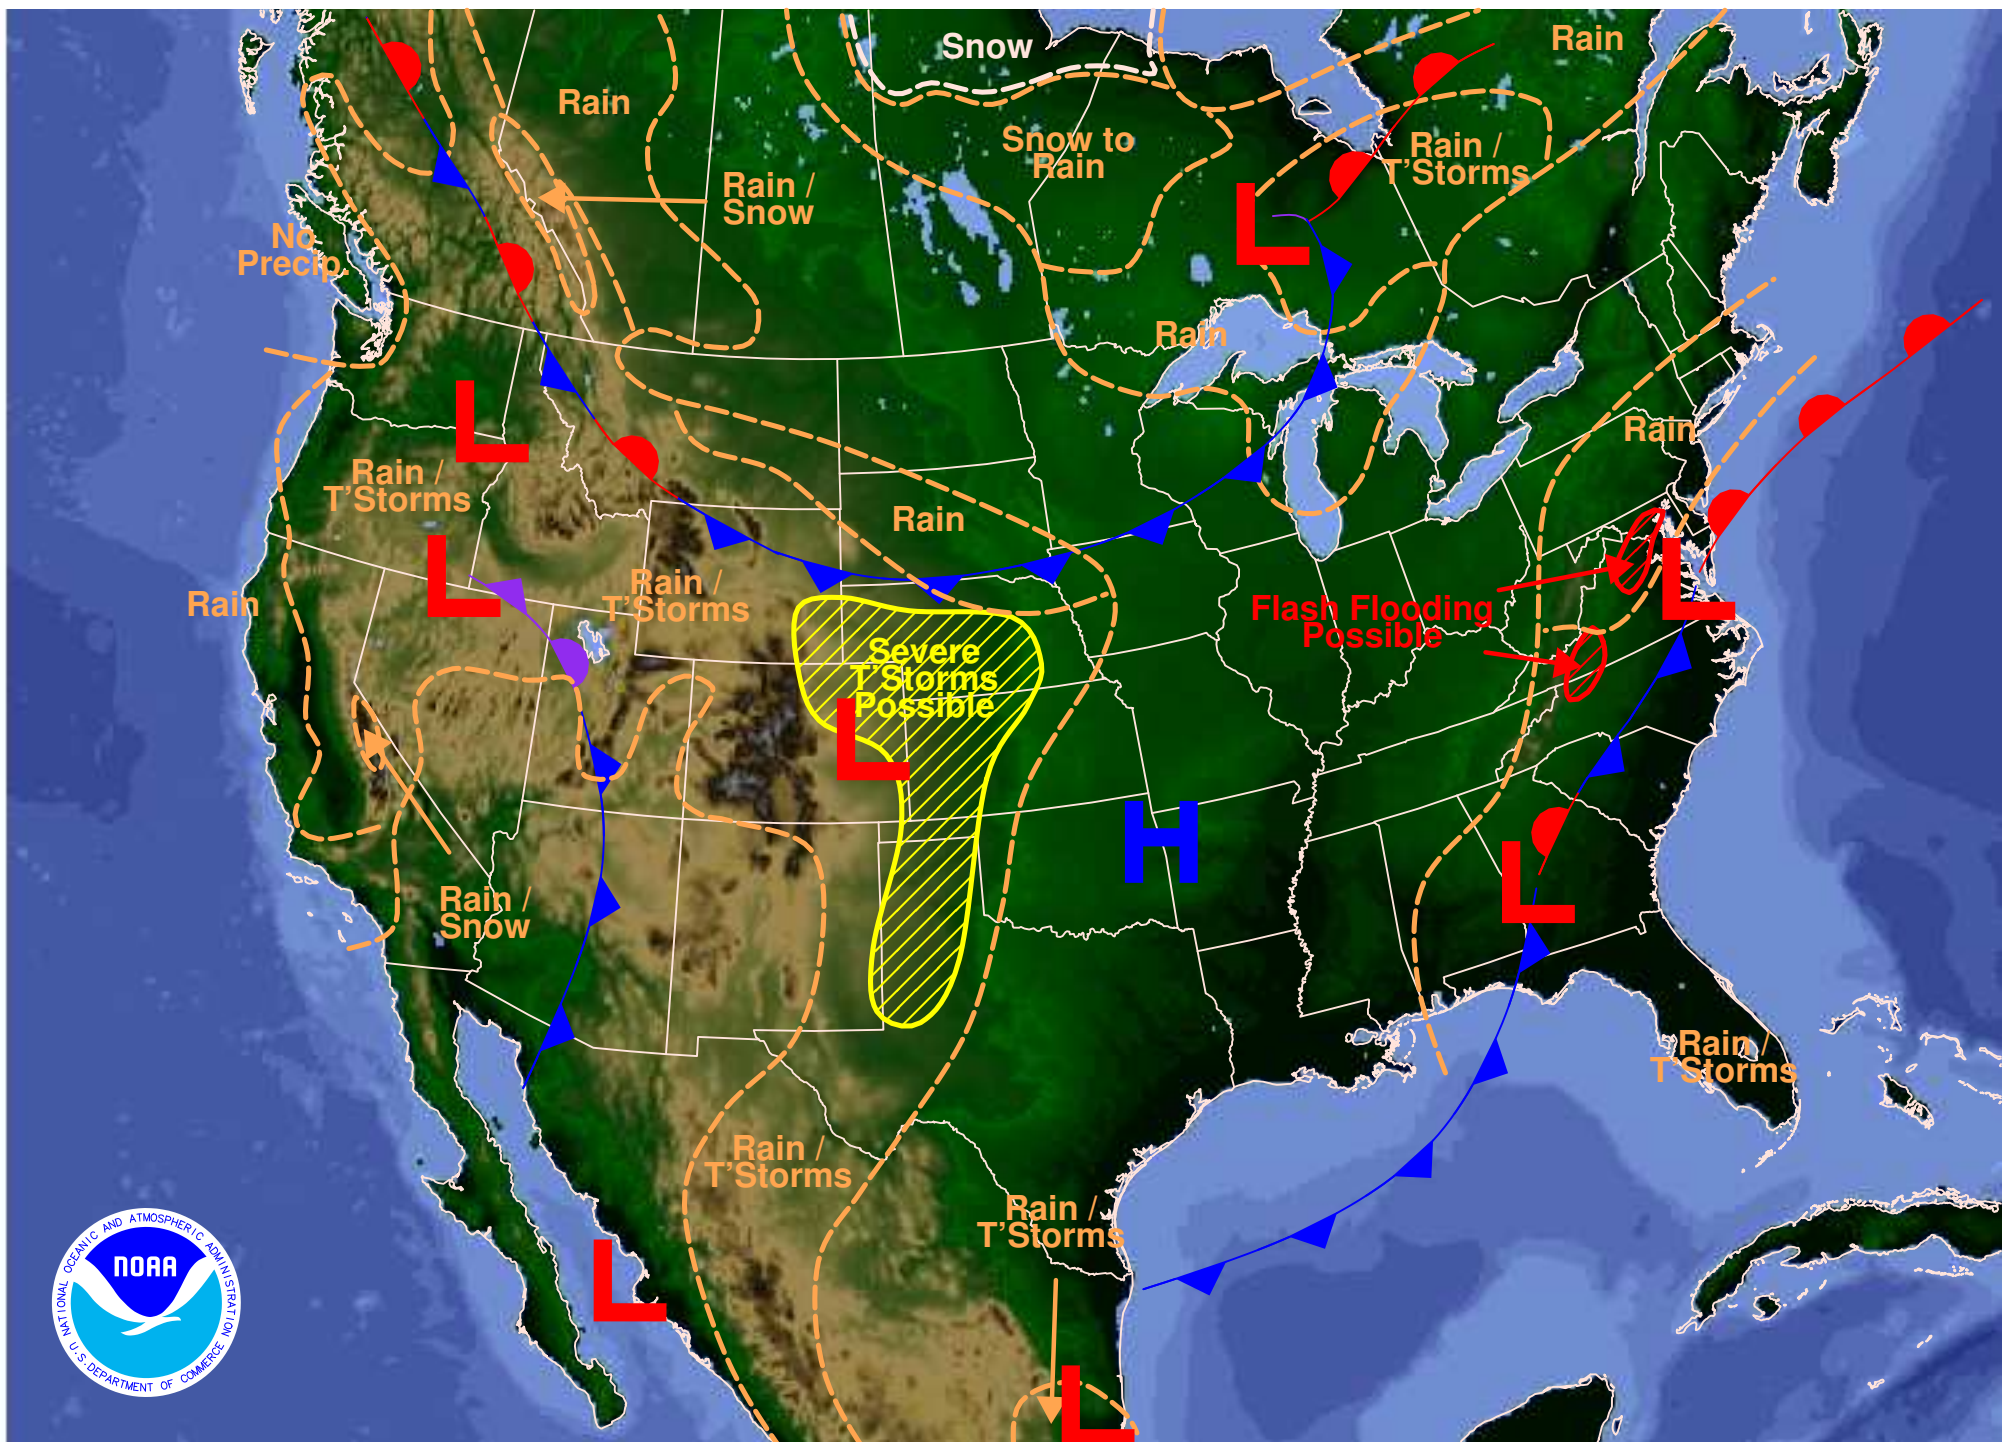 Snow
Rain
Rain
Snow to
Rain
Rain /
T'Storms
Rain /
Snow
No
Precip.
Rain
Rain
Rain /
T'Storms
Rain
Rain /
T'Storms
Rain
Flash Flooding
Possible
Severe
T'Storms
Possible
Rain /
Snow
Rain /
T'Storms
Rain /
T'Storms
Rain /
T'Storms
L
L
L
L
L
L
L
L
H
NOAA
NATIONAL OCEANIC AND ATMOSPHERIC ADMINISTRATION
U.S. DEPARTMENT OF COMMERCE